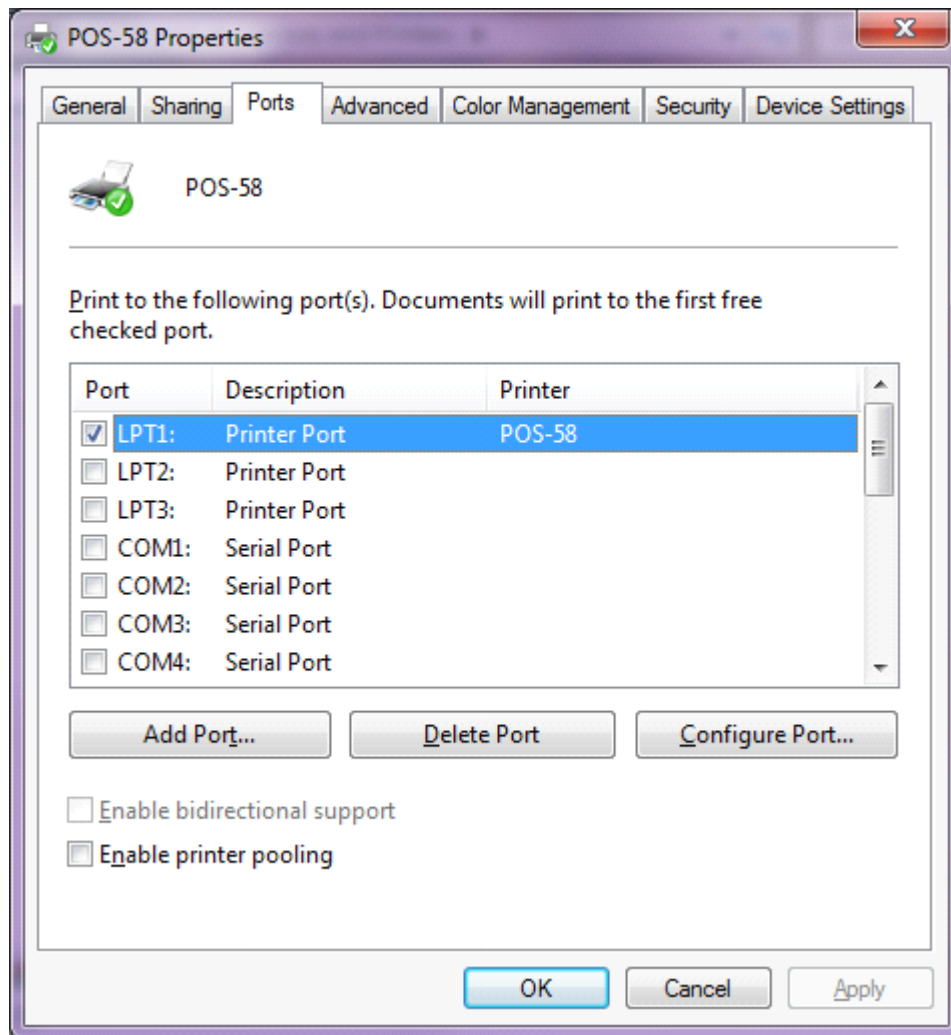 POS-58 Properties
General Sharing Ports Advanced Color Management Security Device Settings
POS-58
Print to the following port(s). Documents will print to the first free
checked port.
Port Description Printer
LPT1: Printer Port POS-58
LPT2: Printer Port
LPT3: Printer Port
COM1: Serial Port
COM2: Serial Port
COM3: Serial Port
COM4: Serial Port
Add Port... Delete Port Configure Port...
Enable bidirectional support
Enable printer pooling
OK Cancel Apply